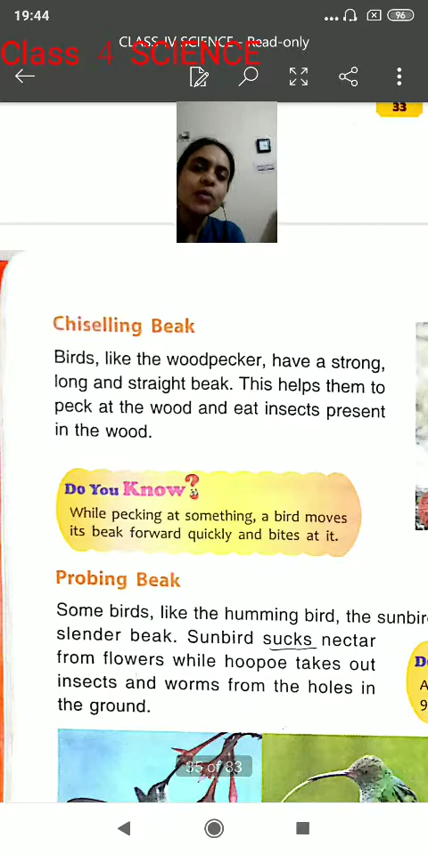 19:44
96
CLASS-IV SCIENCE - Read-only
Class 4 SCIENCE
33
Chiselling Beak
Birds, like the woodpecker, have a strong,
long and straight beak. This helps them to
peck at the wood and eat insects present
in the wood.
Do You Know?
While pecking at something, a bird moves
its beak forward quickly and bites at it.
Probing Beak
Some birds, like the humming bird, the sunbir
slender beak. Sunbird sucks nectar
from flowers while hoopoe takes out
insects and worms from the holes in
the ground.
D
A
9
35 of 83